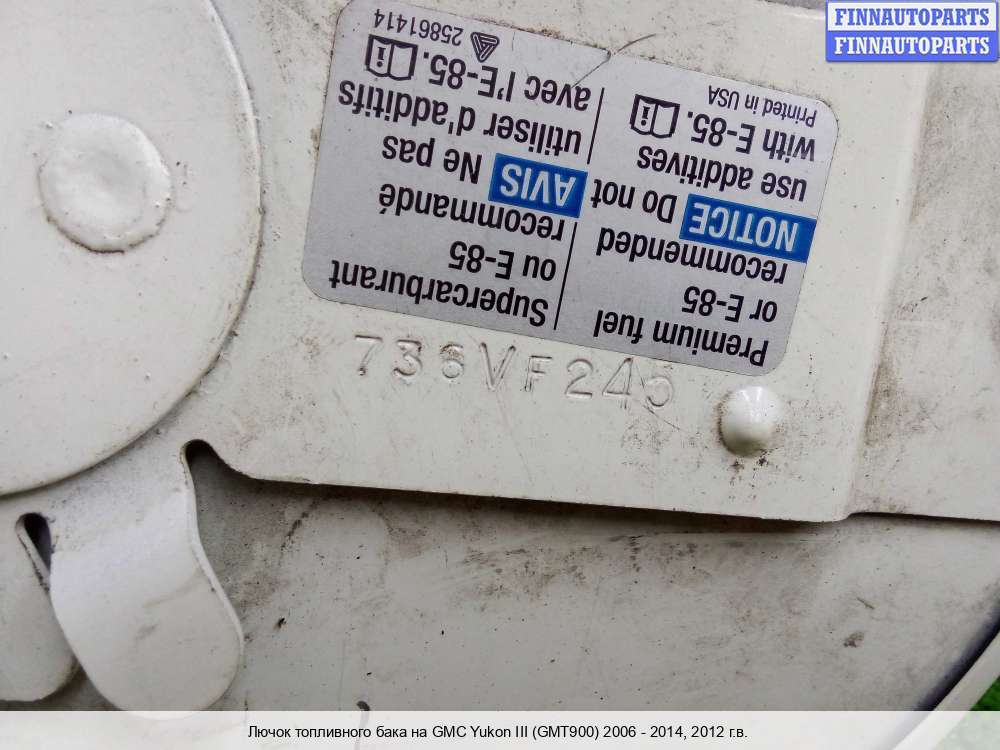 FINNAUTOPARTS
FINNAUTOPARTS
Premium fuel
or E-85
recommended
NOTICE Do not
use additives
with E-85.
Printed in USA
Supercarburant
ou E-85
recommandé
AVIS Ne pas
utiliser d'additifs
avec l'E-85.
25861414
736VF245
Лючок топливного бака на GMC Yukon III (GMT900) 2006 - 2014, 2012 г.в.